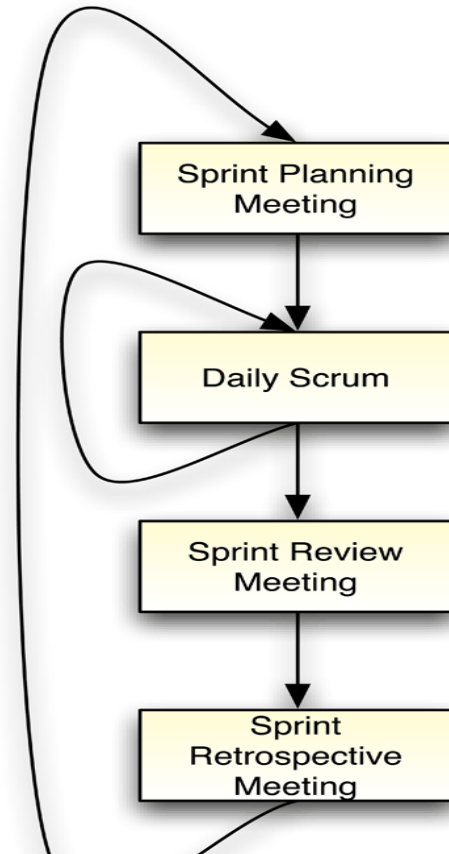 Sprint Planning
Meeting
Daily Scrum
Sprint Review
Meeting
Sprint
Retrospective
Meeting